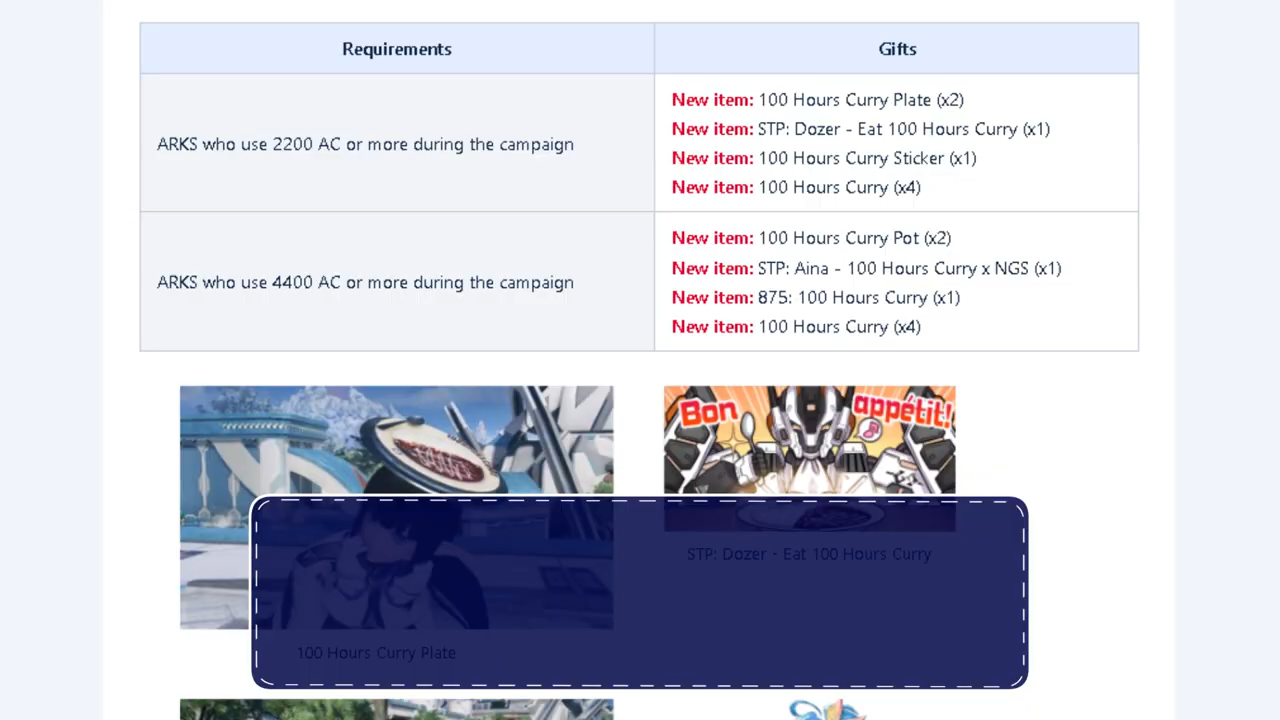 Requirements
Gifts
ARKS who use 2200 AC or more during the campaign
New item: 100 Hours Curry Plate (x2)
New item: STP: Dozer - Eat 100 Hours Curry (x1)
New item: 100 Hours Curry Sticker (x1)
New item: 100 Hours Curry (x4)
ARKS who use 4400 AC or more during the campaign
New item: 100 Hours Curry Pot (x2)
New item: STP: Aina - 100 Hours Curry x NGS (x1)
New item: 875: 100 Hours Curry (x1)
New item: 100 Hours Curry (x4)
Bon appétit!
STP: Dozer - Eat 100 Hours Curry
100 Hours Curry Plate